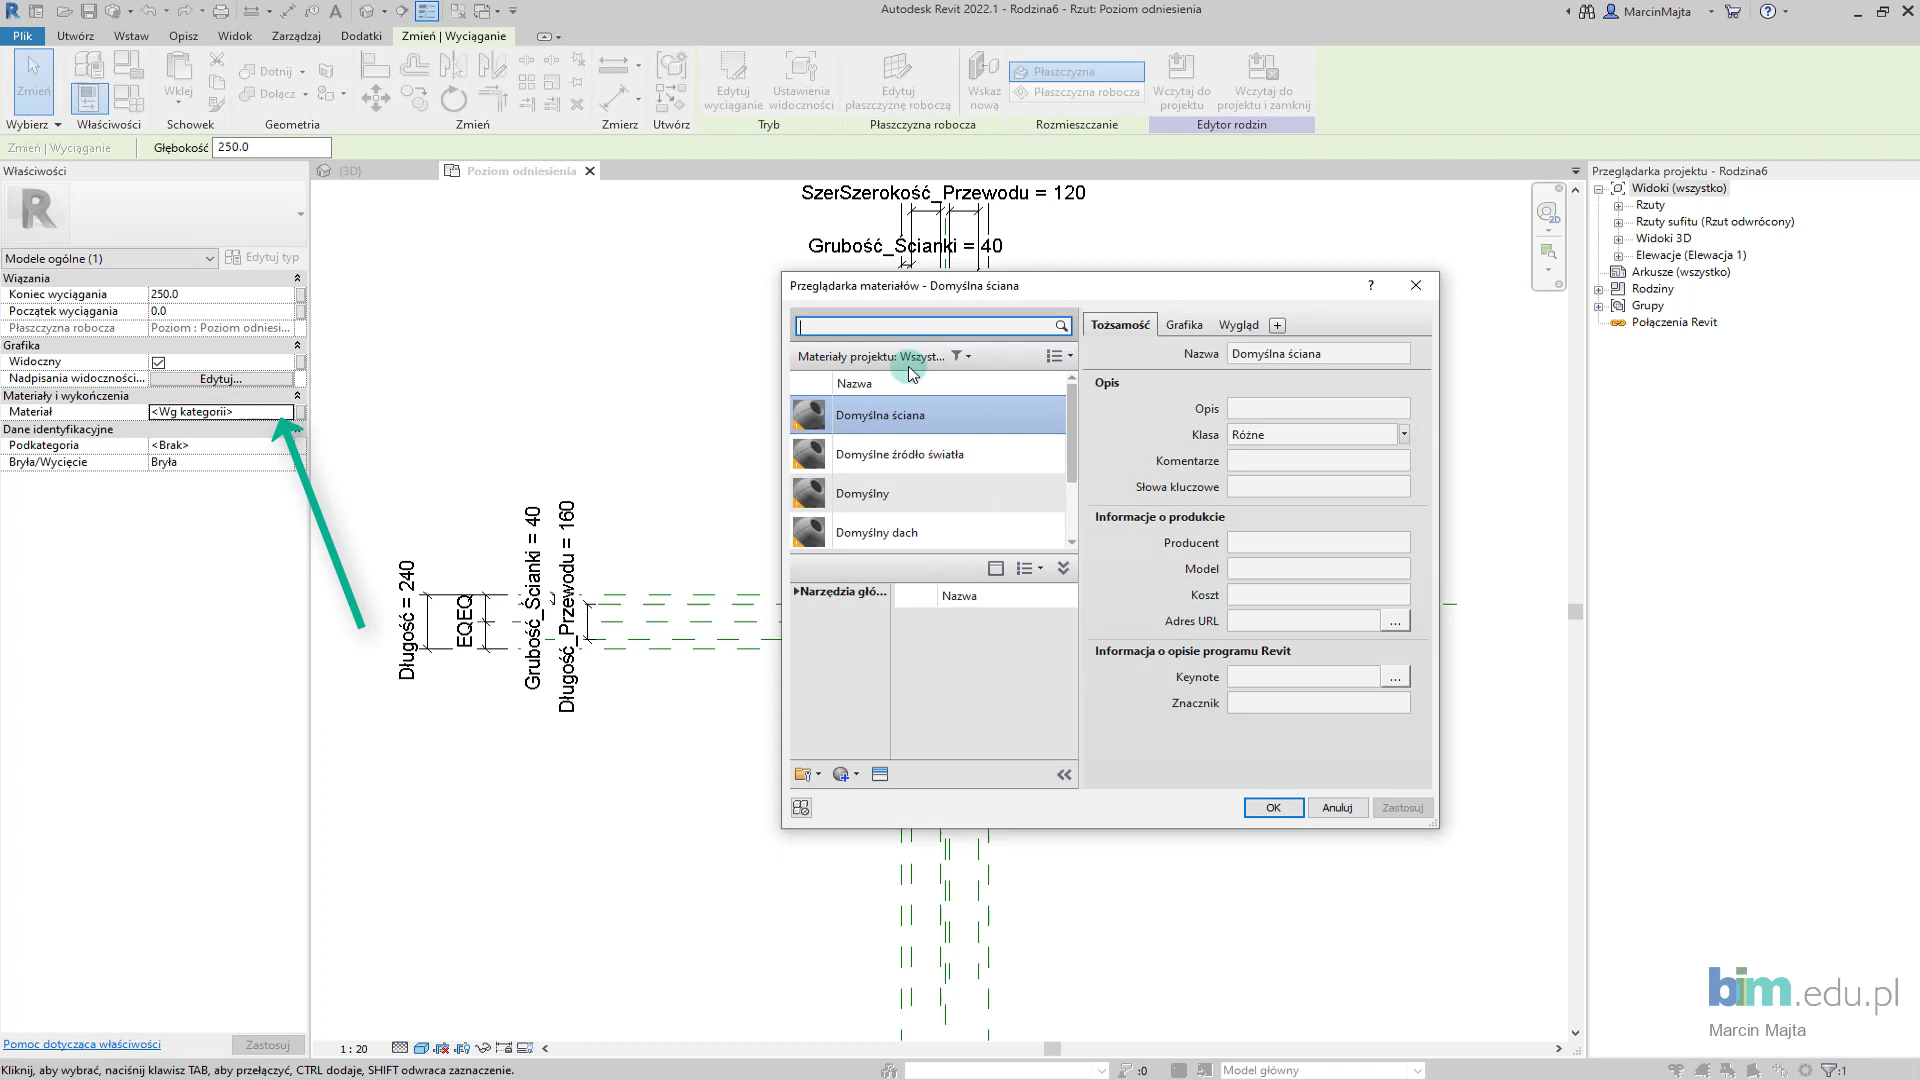 Autodesk Revit 2022.1 - Rodzina6 - Rzut: Poziom odniesienia
MarcinMajta
Plik
Utwórz
Wstaw
Opisz
Widok
Zarządzaj
Dodatki
Zmień | Wyciąganie
Zmień
Wklej
Dotnij
Dołącz
Edytuj wyciąganie
Ustawienia widoczności
Edytuj płaszczyznę roboczą
Wskaż nową
Płaszczyzna
Płaszczyzna robocza
Wczytaj do projektu
Wczytaj do projektu i zamknij
Wybierz
Właściwości
Schowek
Geometria
Zmień
Zmierz
Utwórz
Tryb
Płaszczyzna robocza
Rozmieszczanie
Edytor rodzin
Zmień | Wyciąganie
Głębokość 250.0
Właściwości
Modele ogólne (1)
Edytuj typ
Wiązania
Koniec wyciągania 250.0
Początek wyciągania 0.0
Płaszczyzna robocza Poziom : Poziom odniesi...
Grafika
Widoczny
Nadpisania widoczności... Edytuj...
Materiały i wykończenia
Materiał <Wg kategorii>
Dane identyfikacyjne
Podkategoria <Brak>
Bryła/Wycięcie Bryła
Pomoc dotycząca właściwości
Zastosuj
(3D)
Poziom odniesienia
SzerSzerokość_Przewodu = 120
Grubość_Ścianki = 40
Długość = 240
EQEQ
Grubość_Ścianki = 40
Długość_Przewodu = 160
Przeglądarka materiałów - Domyślna ściana
?
Materiały projektu: Wszyst...
Nazwa
Domyślna ściana
Domyślne źródło światła
Domyślny
Domyślny dach
Narzędzia głó...
Nazwa
Tożsamość
Grafika
Wygląd
Nazwa Domyślna ściana
Opis
Opis
Klasa Różne
Komentarze
Słowa kluczowe
Informacje o produkcie
Producent
Model
Koszt
Adres URL ...
Informacja o opisie programu Revit
Keynote ...
Znacznik
OK
Anuluj
Zastosuj
Przeglądarka projektu - Rodzina6
Widoki (wszystko)
Rzuty
Rzuty sufitu (Rzut odwrócony)
Widoki 3D
Elewacje (Elewacja 1)
Arkusze (wszystko)
Rodziny
Grupy
Połączenia Revit
2D
bim.edu.pl
Marcin Majta
1 : 20
Kliknij, aby wybrać, naciśnij klawisz TAB, aby przełączyć, CTRL dodaje, SHIFT odwraca zaznaczenie.
:0
Model główny
:1